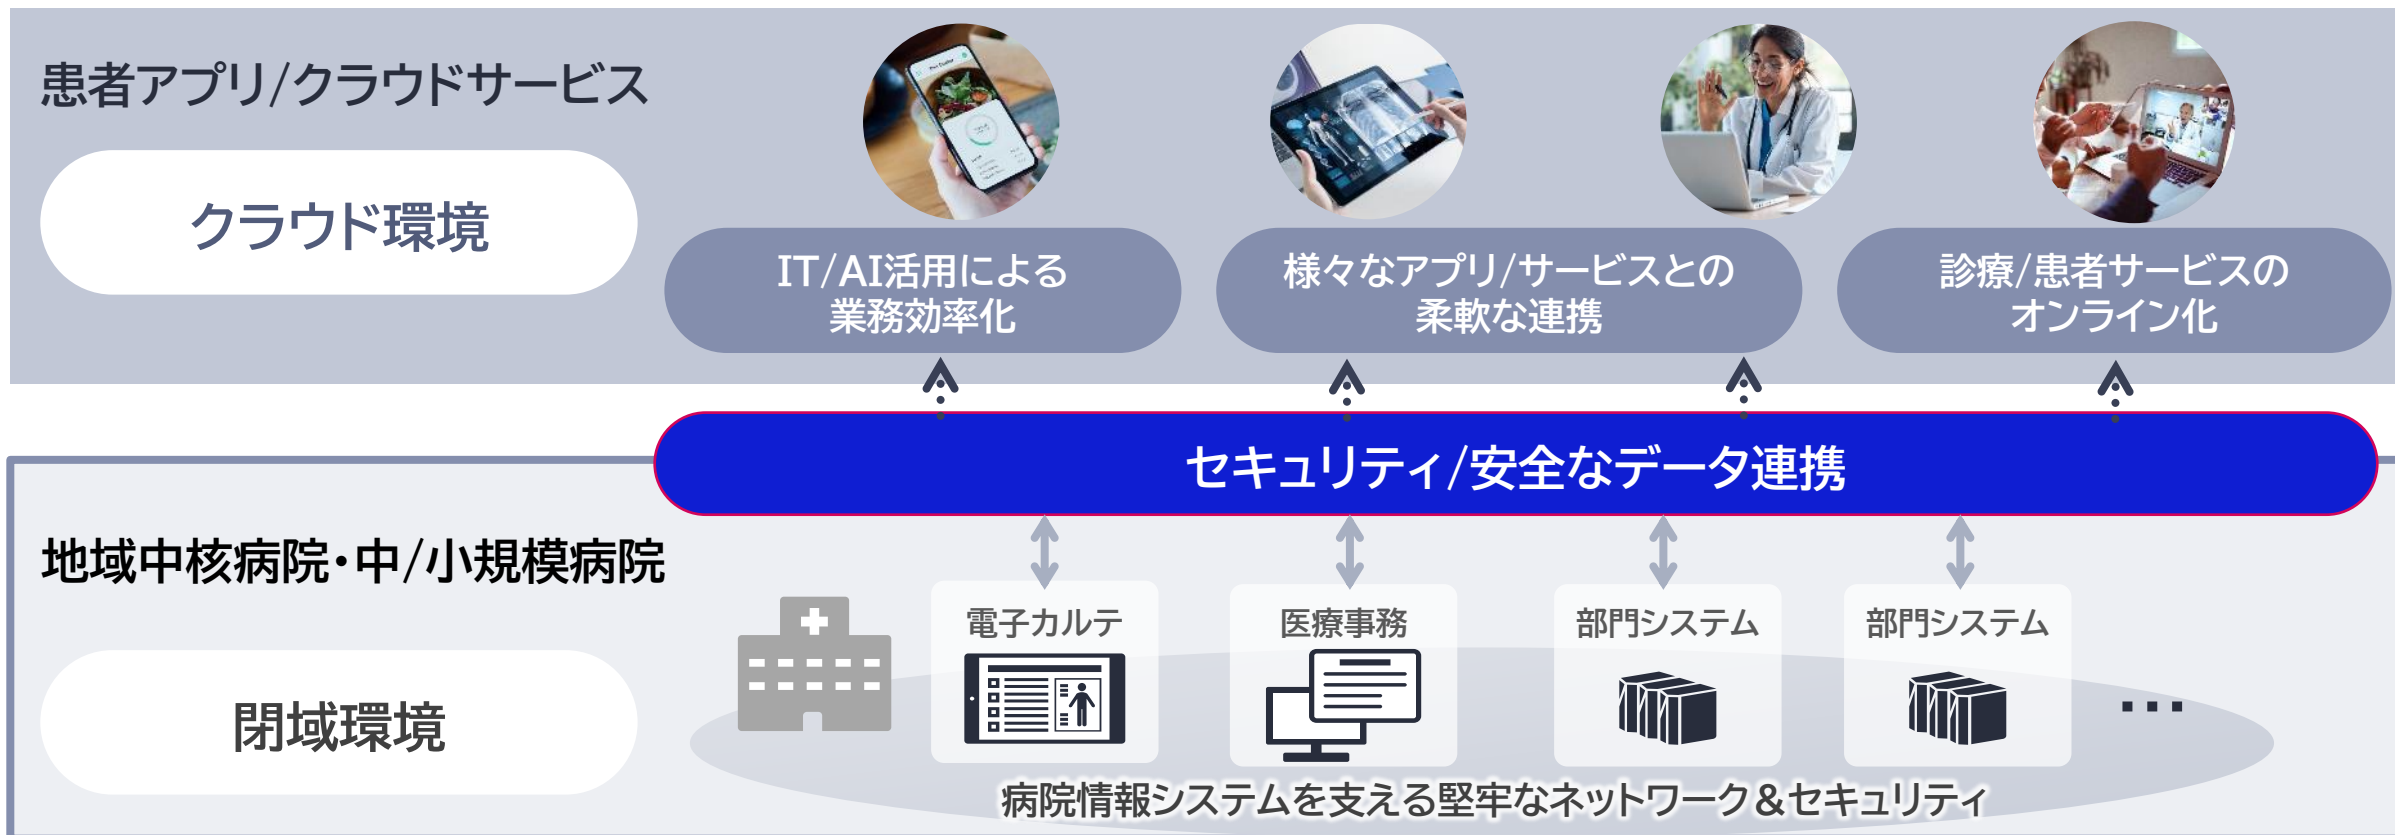 患者アプリ/クラウドサービス
クラウド環境
IT/AI活用による
業務効率化
様々なアプリ/サービスとの
柔軟な連携
診療/患者サービスの
オンライン化
セキュリティ/安全なデータ連携
地域中核病院・中/小規模病院
閉域環境
電子カルテ
医療事務
部門システム
部門システム
…
病院情報システムを支える堅牢なネットワーク&セキュリティ